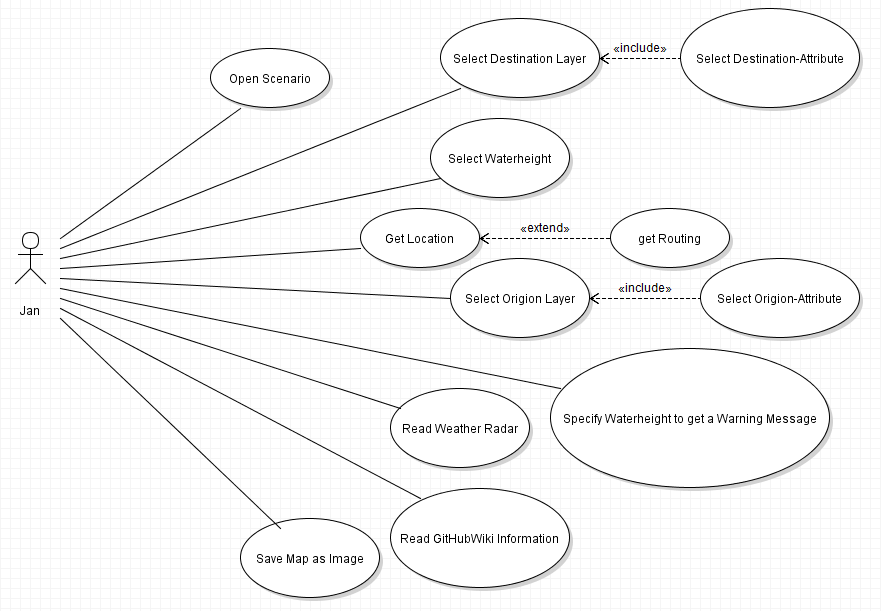 Select Destination Layer
«include»
Select Destination-Attribute
Open Scenario
Select Waterheight
Get Location
«extend»
get Routing
Select Origion Layer
«include»
Select Origion-Attribute
Jan
Specify Waterheight to get a Warning Message
Read Weather Radar
Read GitHubWiki Information
Save Map as Image